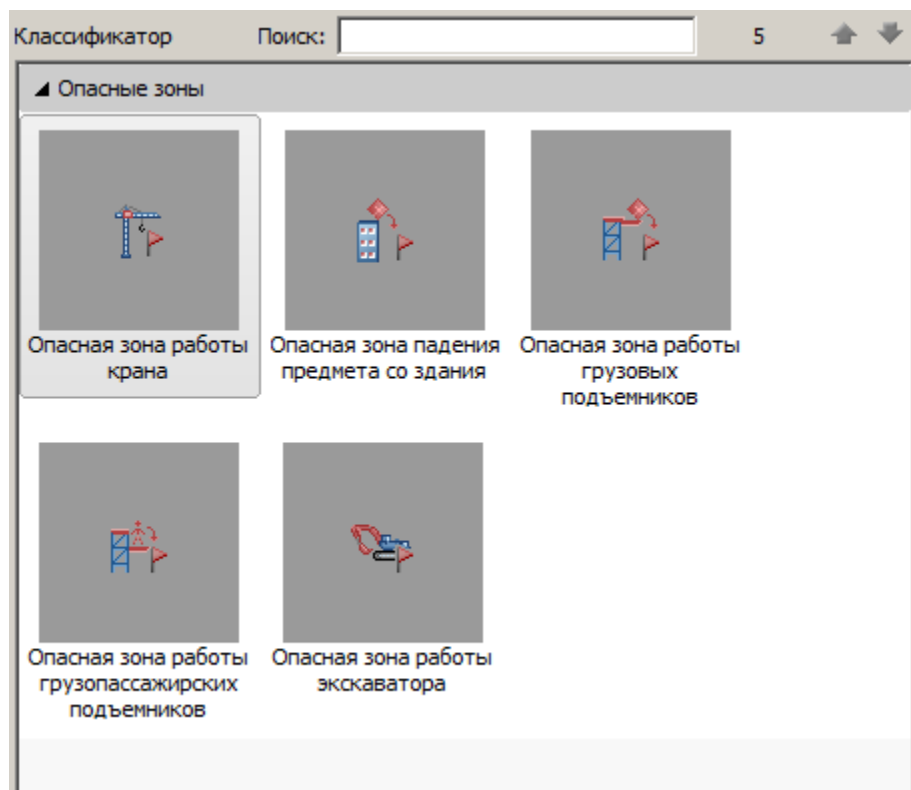 Классификатор Поиск: 5
Опасные зоны
Опасная зона работы
крана
Опасная зона падения
предмета со здания
Опасная зона работы
грузовых
подъемников
Опасная зона работы
грузопассажирских
подъемников
Опасная зона работы
экскаватора